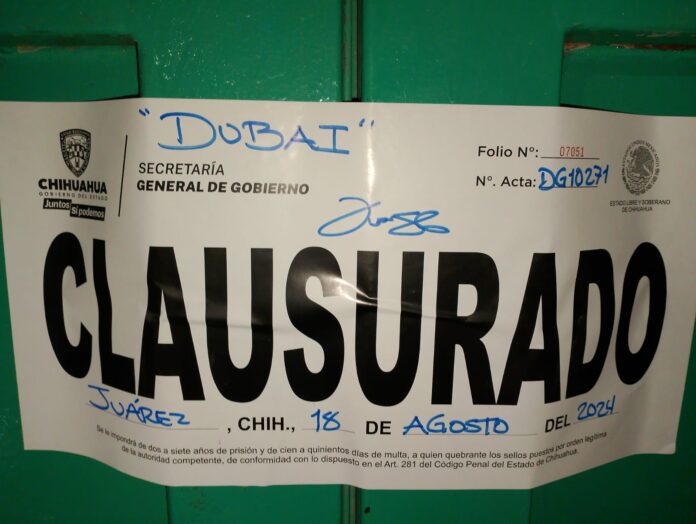 "DUBAI"
CHIHUAHUA
GOBIERNO DEL ESTADO
Juntos Sí podemos
SECRETARÍA
GENERAL DE GOBIERNO
Folio N°: 07051
N°. Acta: DG10271
ESTADO LIBRE Y SOBERANO
DE CHIHUAHUA
CLAUSURADO
JUÁREZ, CHIH., 18 DE AGOSTO DEL 2024
Se le impondrá de dos a siete años de prisión y de cien a quinientos días de multa, a quien quebrante los sellos puestos por orden legítima
de la autoridad competente, de conformidad con lo dispuesto en el Art. 281 del Código Penal del Estado de Chihuahua.